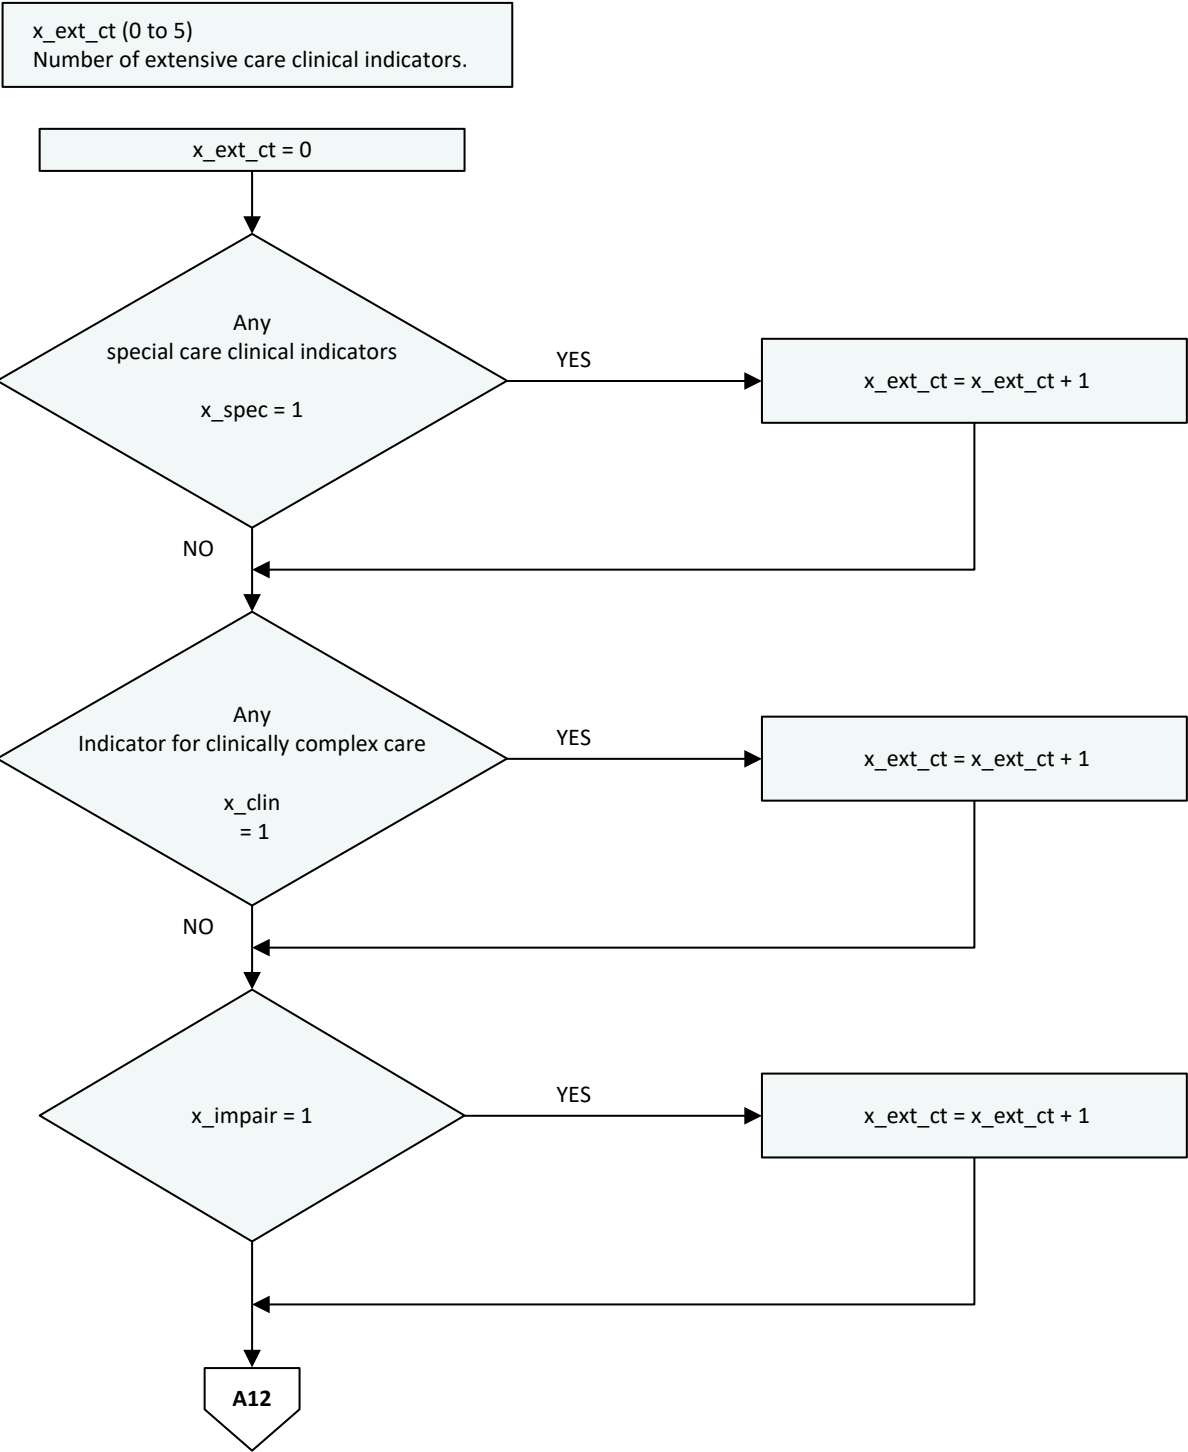 x_ext_ct (0 to 5)
Number of extensive care clinical indicators.
x_ext_ct = 0
Any
special care clinical indicators
x_spec = 1
YES
x_ext_ct = x_ext_ct + 1
NO
Any
Indicator for clinically complex care
x_clin
= 1
YES
x_ext_ct = x_ext_ct + 1
NO
x_impair = 1
YES
x_ext_ct = x_ext_ct + 1
A12